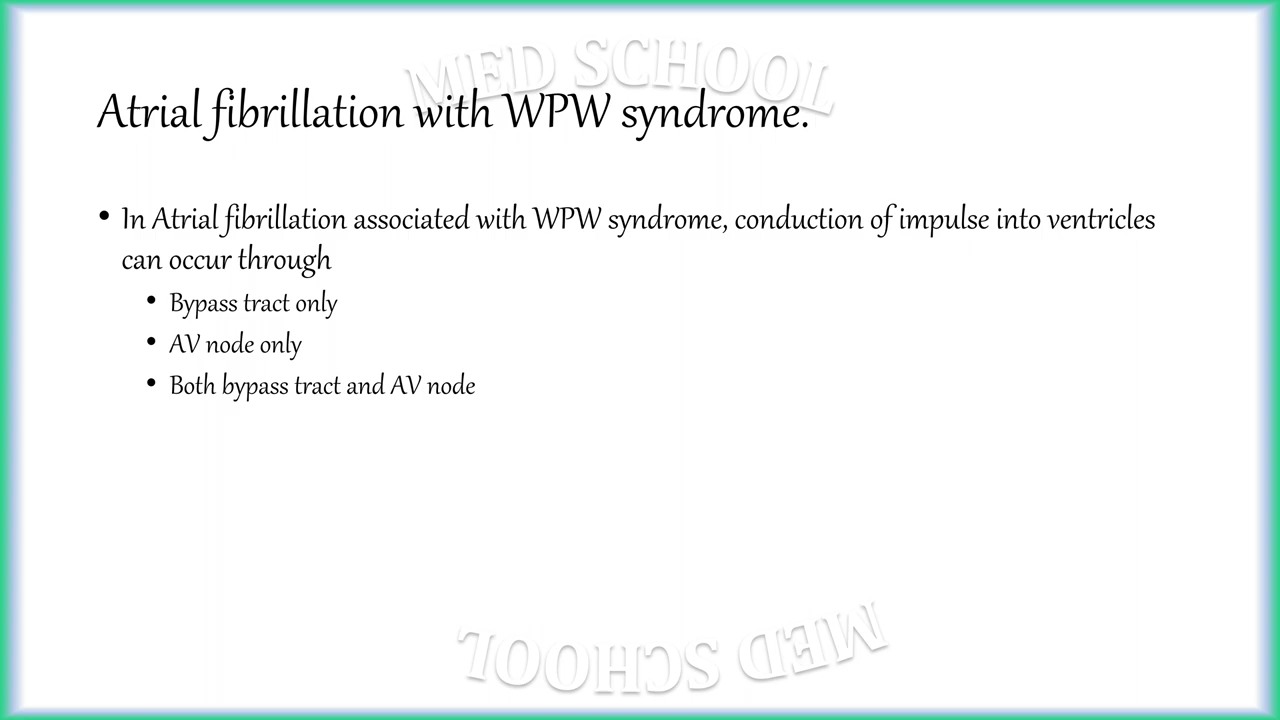 MED SCHOOL
Atrial fibrillation with WPW syndrome.
• In Atrial fibrillation associated with WPW syndrome, conduction of impulse into ventricles
can occur through
• Bypass tract only
• AV node only
• Both bypass tract and AV node
MED SCHOOL